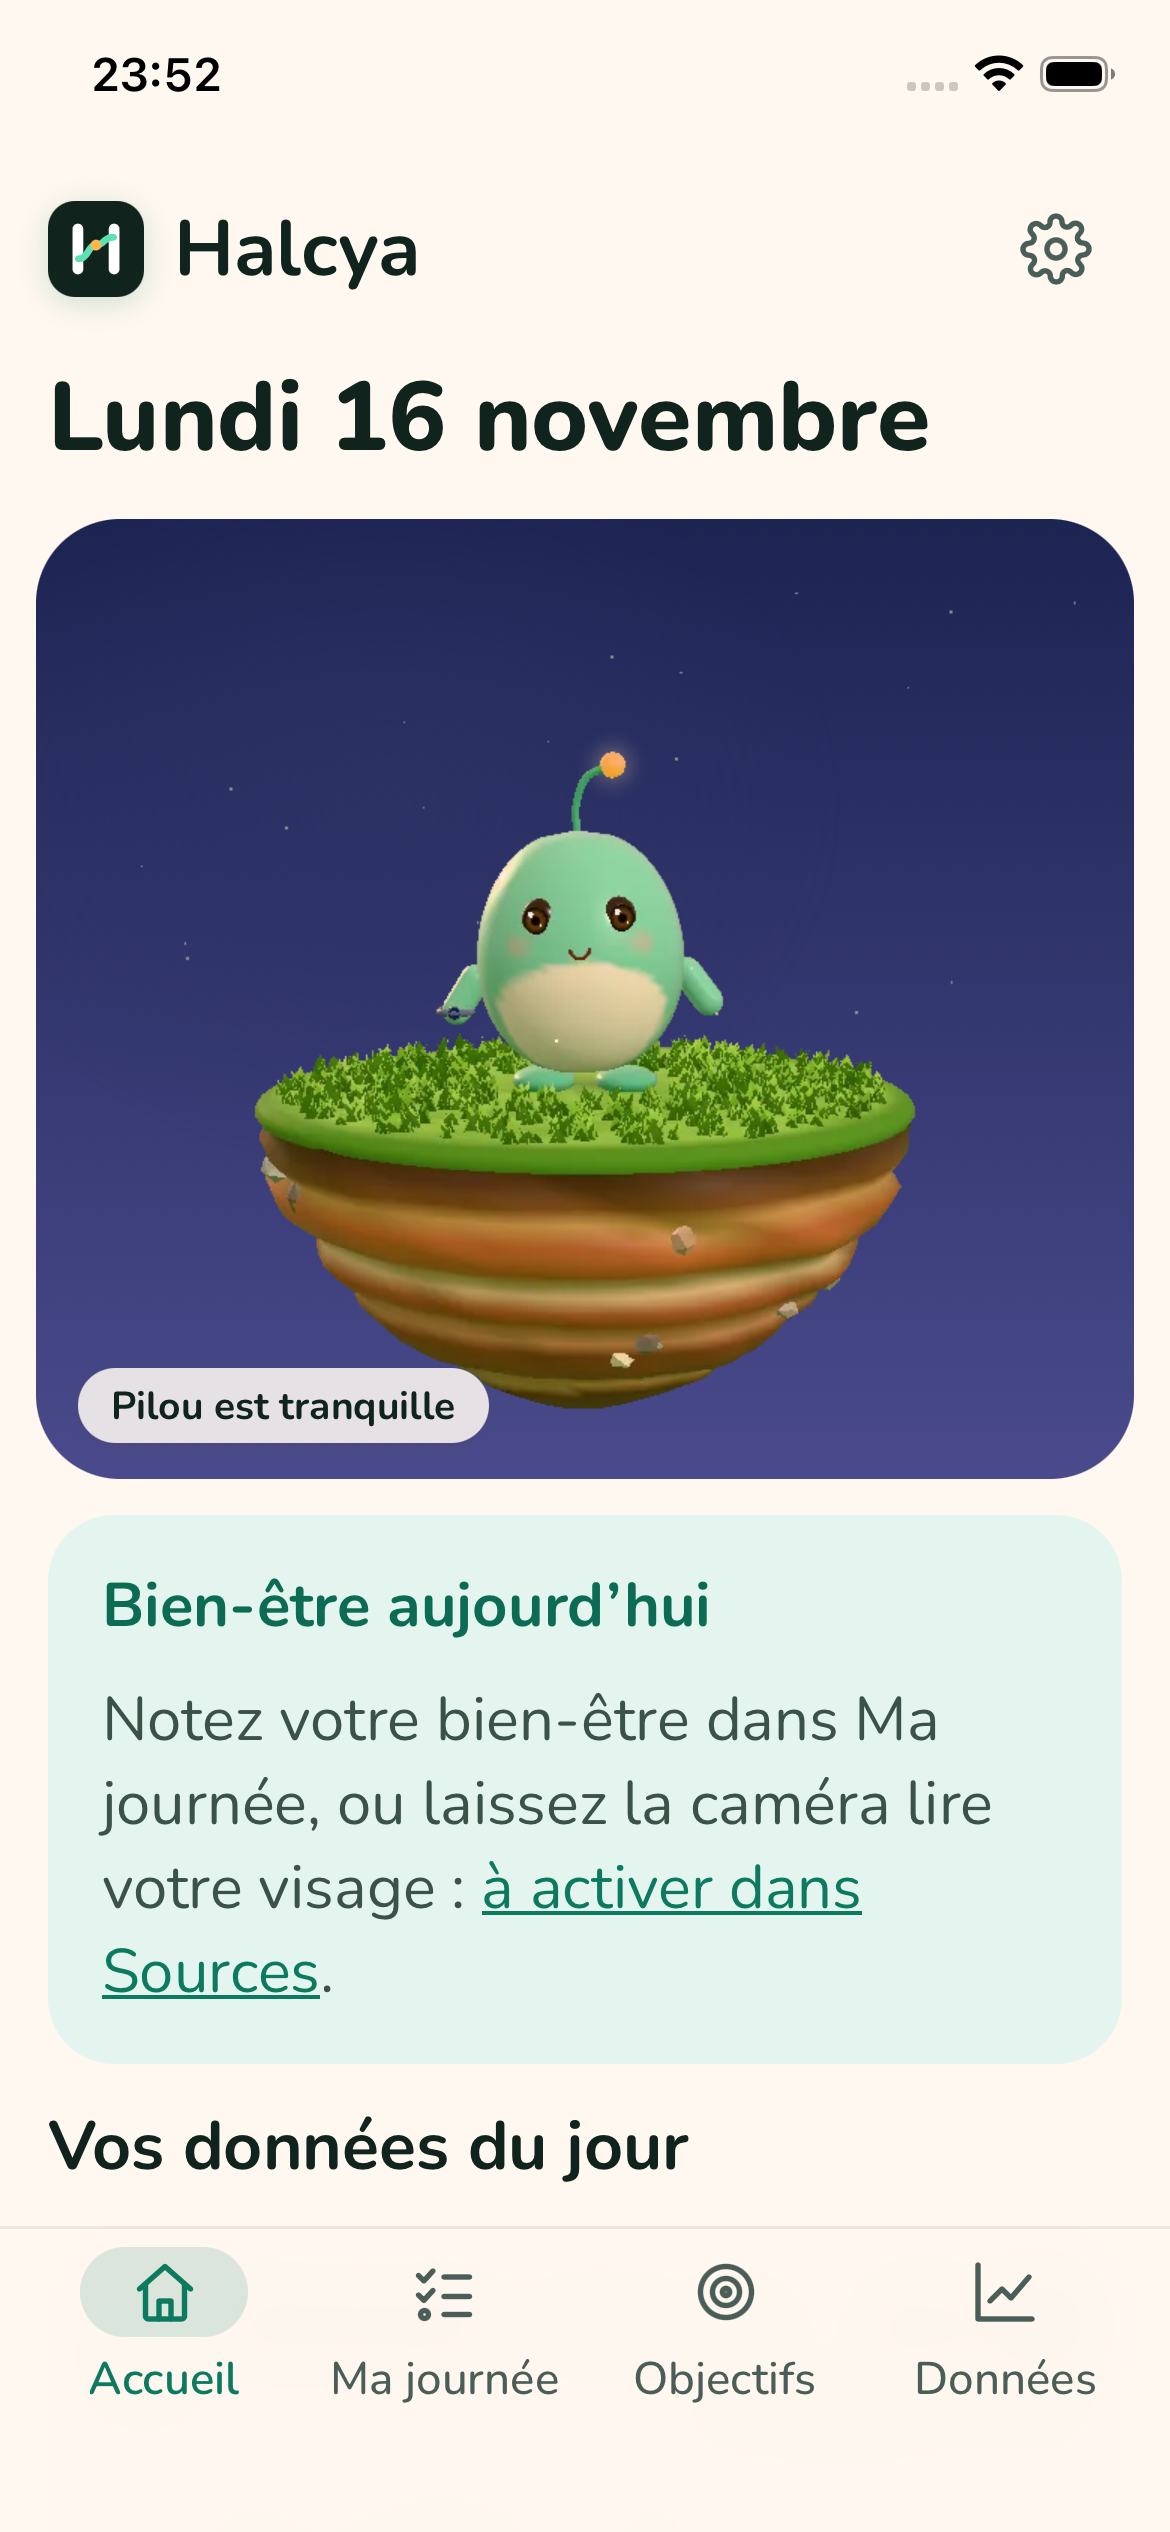 23:52
Halcya
Lundi 16 novembre
Pilou est tranquille
Bien-être aujourd’hui
Notez votre bien-être dans Ma
journée, ou laissez la caméra lire
votre visage : à activer dans
Sources.
Vos données du jour
Accueil
Ma journée
Objectifs
Données